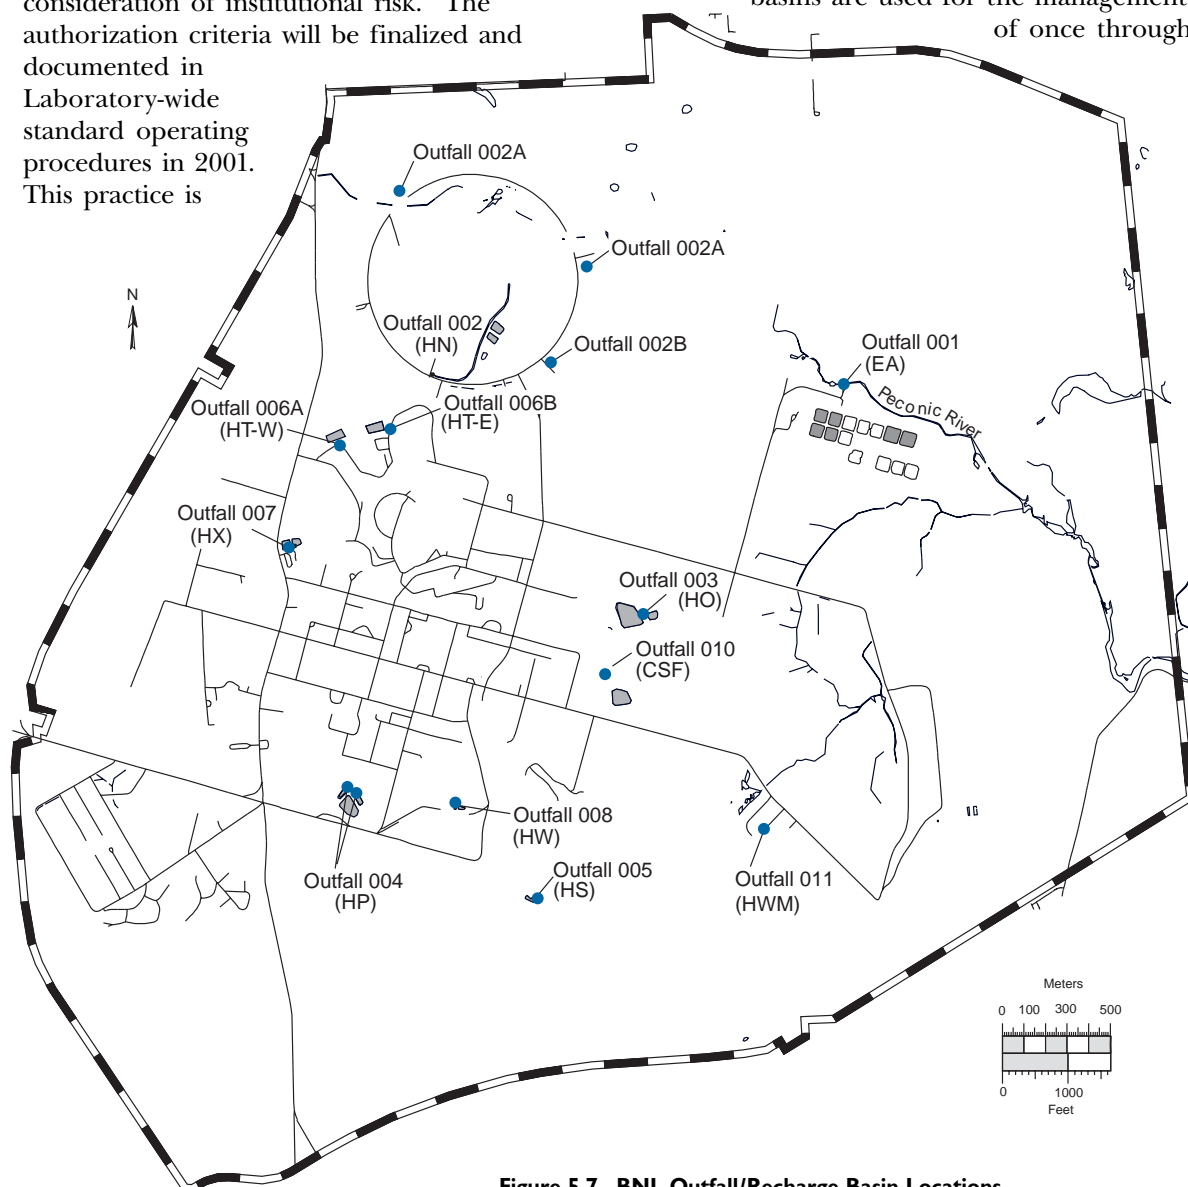 consideration of institutional risk. The
authorization criteria will be finalized and
documented in
Laboratory-wide
standard operating
procedures in 2001.
This practice is
basins are used for the management
of once through
Outfall 002A
Outfall 002A
N
Outfall 002
(HN)
Outfall 002B
Outfall 001
(EA)
Peconic River
Outfall 006A
(HT-W)
Outfall 006B
(HT-E)
Outfall 007
(HX)
Outfall 003
(HO)
Outfall 010
(CSF)
Outfall 008
(HW)
Outfall 004
(HP)
Outfall 005
(HS)
Outfall 011
(HWM)
Meters
0 100 300 500
0 1000
Feet
Figure 5-7. BNL Outfall/Recharge Basin Locations